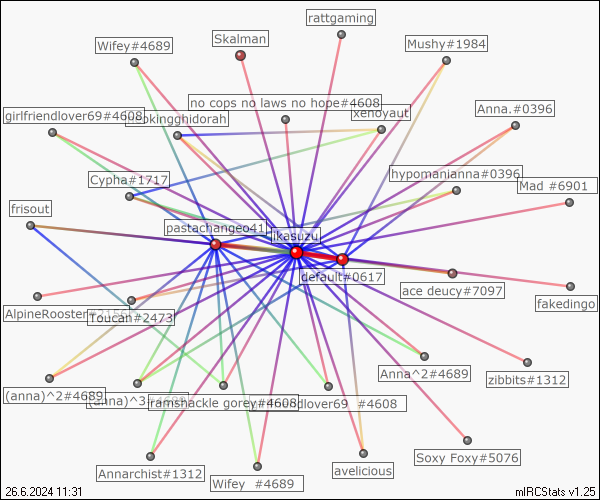 rattgaming
Skalman
Wifey#4689
Mushy#1984
no cops no laws no hope#4608
girlfriendlover69#4608
xenoyaut
Anna.#0396
hypomanianna#0396
Cypha#1717
Mad #6901
frisout
pastachangeo41
ikasuzu
default#0617
ace deucy#7097
fakedingo
AlpineRooster#2156
Toucan#2473
Anna^2#4689
zibbits#1312
(anna)^2#4689
(anna)^3
ramshackle gorey#4608
#4608
Soxy Foxy#5076
Annarchist#1312
avelicious
Wifey #4689
26.6.2024 11:31
mIRCStats v1.25